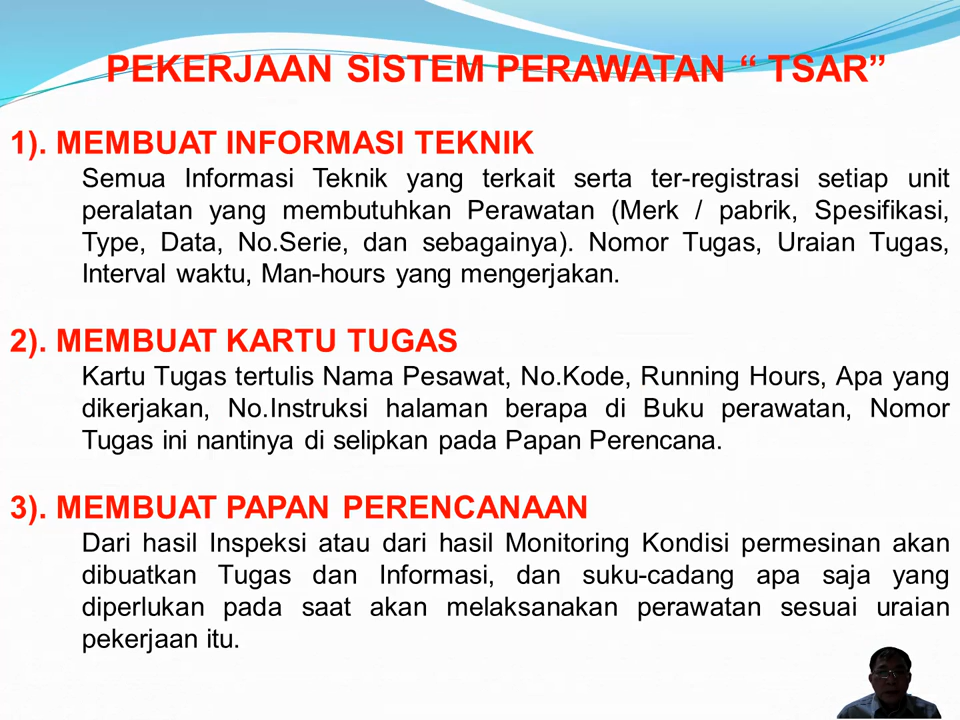 PEKERJAAN SISTEM PERAWATAN “ TSAR”
1). MEMBUAT INFORMASI TEKNIK
Semua Informasi Teknik yang terkait serta ter-registrasi setiap unit
peralatan yang membutuhkan Perawatan (Merk / pabrik, Spesifikasi,
Type, Data, No.Serie, dan sebagainya). Nomor Tugas, Uraian Tugas,
Interval waktu, Man-hours yang mengerjakan.
2). MEMBUAT KARTU TUGAS
Kartu Tugas tertulis Nama Pesawat, No.Kode, Running Hours, Apa yang
dikerjakan, No.Instruksi halaman berapa di Buku perawatan, Nomor
Tugas ini nantinya di selipkan pada Papan Perencana.
3). MEMBUAT PAPAN PERENCANAAN
Dari hasil Inspeksi atau dari hasil Monitoring Kondisi permesinan akan
dibuatkan Tugas dan Informasi, dan suku-cadang apa saja yang
diperlukan pada saat akan melaksanakan perawatan sesuai uraian
pekerjaan itu.